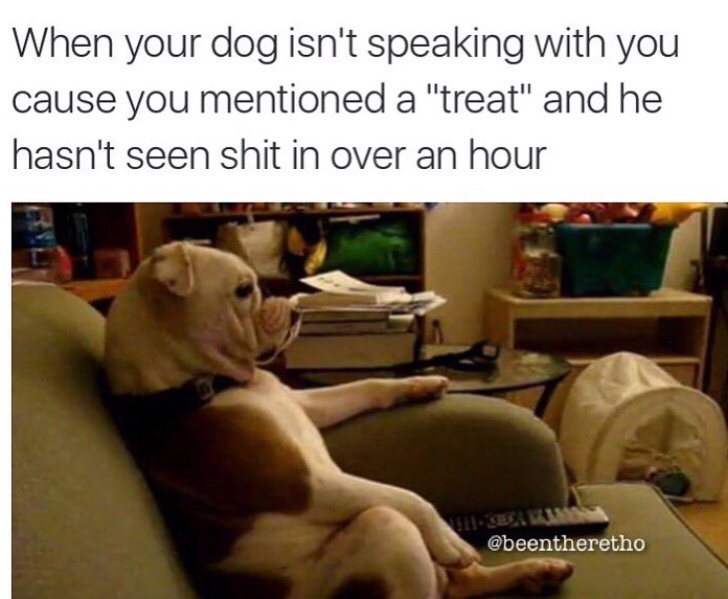 When your dog isn't speaking with you
cause you mentioned a "treat" and he
hasn't seen shit in over an hour
@beentheretho